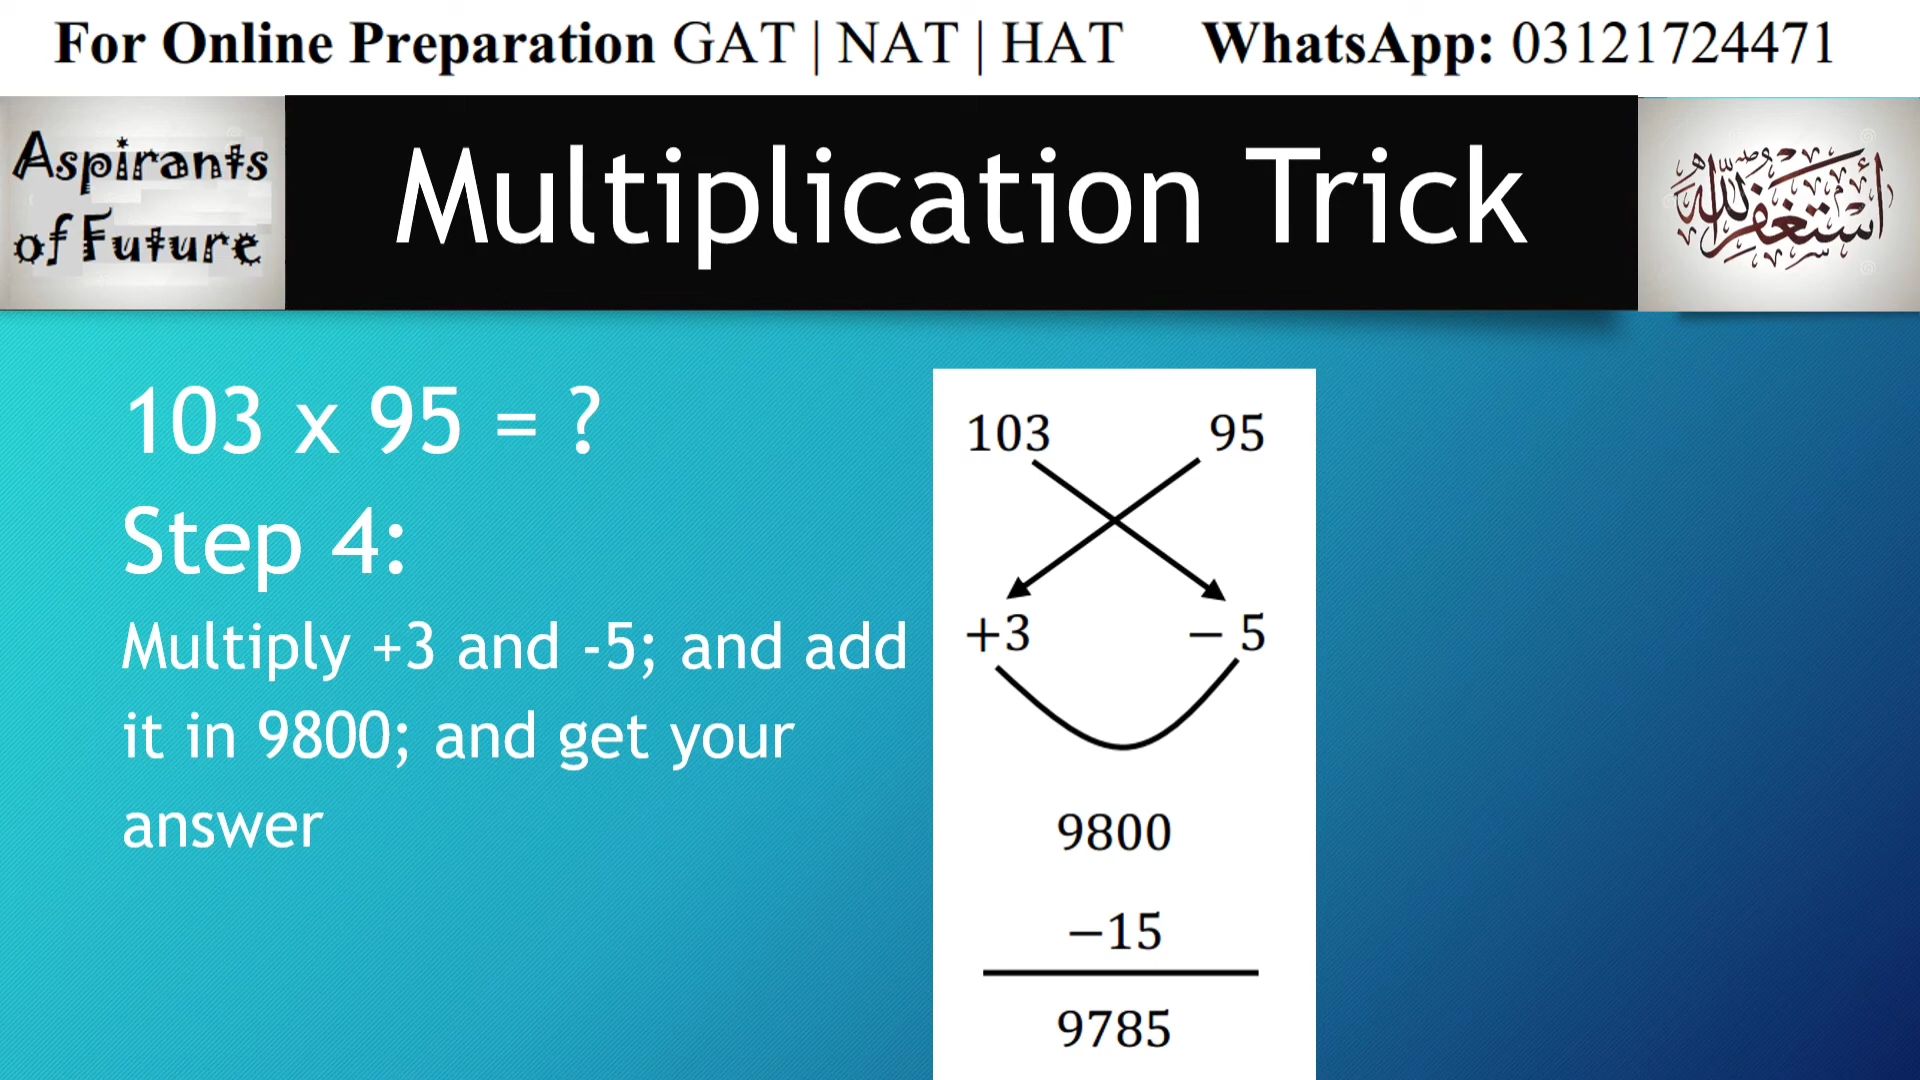 For Online Preparation GAT | NAT | HAT WhatsApp: 03121724471
Aspirants
of Future
Multiplication Trick
أستغفر الله
103 x 95 = ?
Step 4:
Multiply +3 and -5; and add
it in 9800; and get your
answer
103 95
+3 − 5
9800
−15
9785